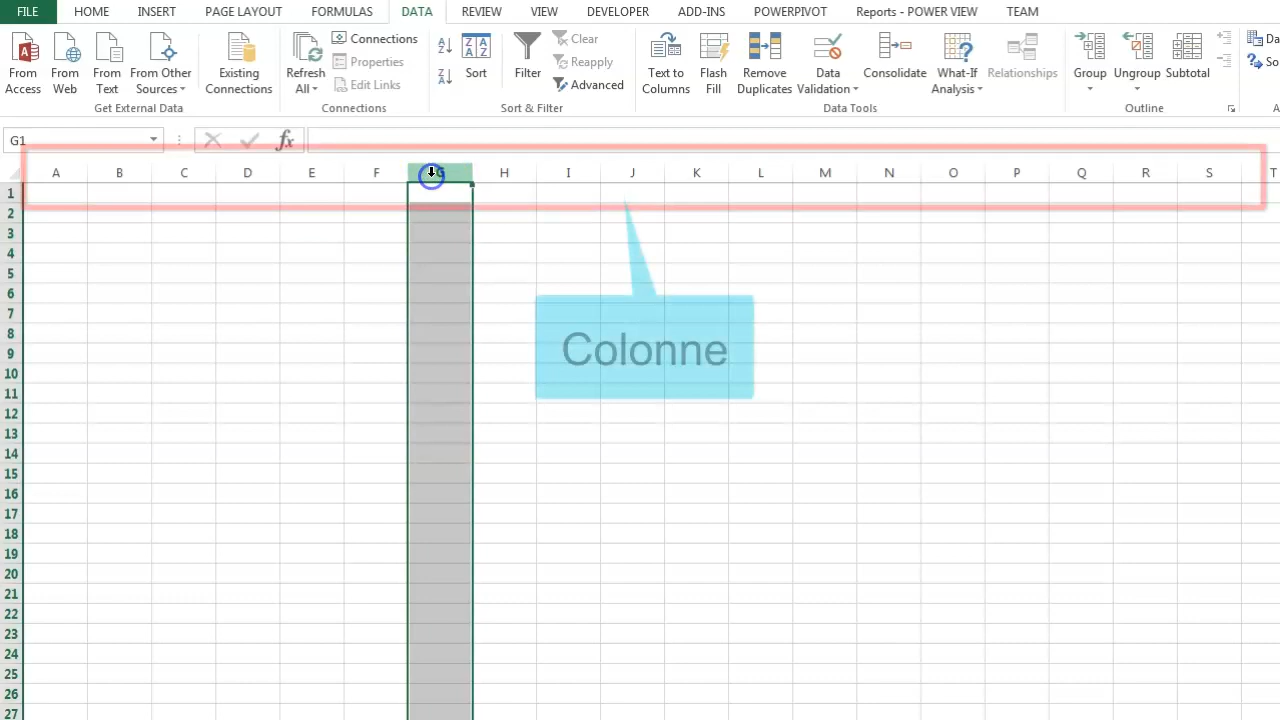 FILE HOME INSERT PAGE LAYOUT FORMULAS DATA REVIEW VIEW DEVELOPER ADD-INS POWERPIVOT Reports - POWER VIEW TEAM
From Access
From Web
From Text
From Other Sources
Existing Connections
Get External Data
Refresh All
Connections
Properties
Edit Links
Connections
Sort
Filter
Clear
Reapply
Advanced
Sort & Filter
Text to Columns
Flash Fill
Remove Duplicates
Data Validation
Consolidate
What-If Analysis
Relationships
Data Tools
Group
Ungroup
Subtotal
Outline
Da
So
A
G1
fx
A B C D E F G H I J K L M N O P Q R S T
1
2
3
4
5
6
7
8
9
10
11
12
13
14
15
16
17
18
19
20
21
22
23
24
25
26
27
Colonne